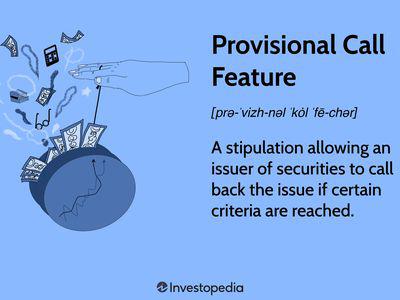 Provisional Call
Feature
[prə-ˈvizh-nəl ˈkȯl ˈfē-chər]
A stipulation allowing an
issuer of securities to call
back the issue if certain
criteria are reached.
Investopedia